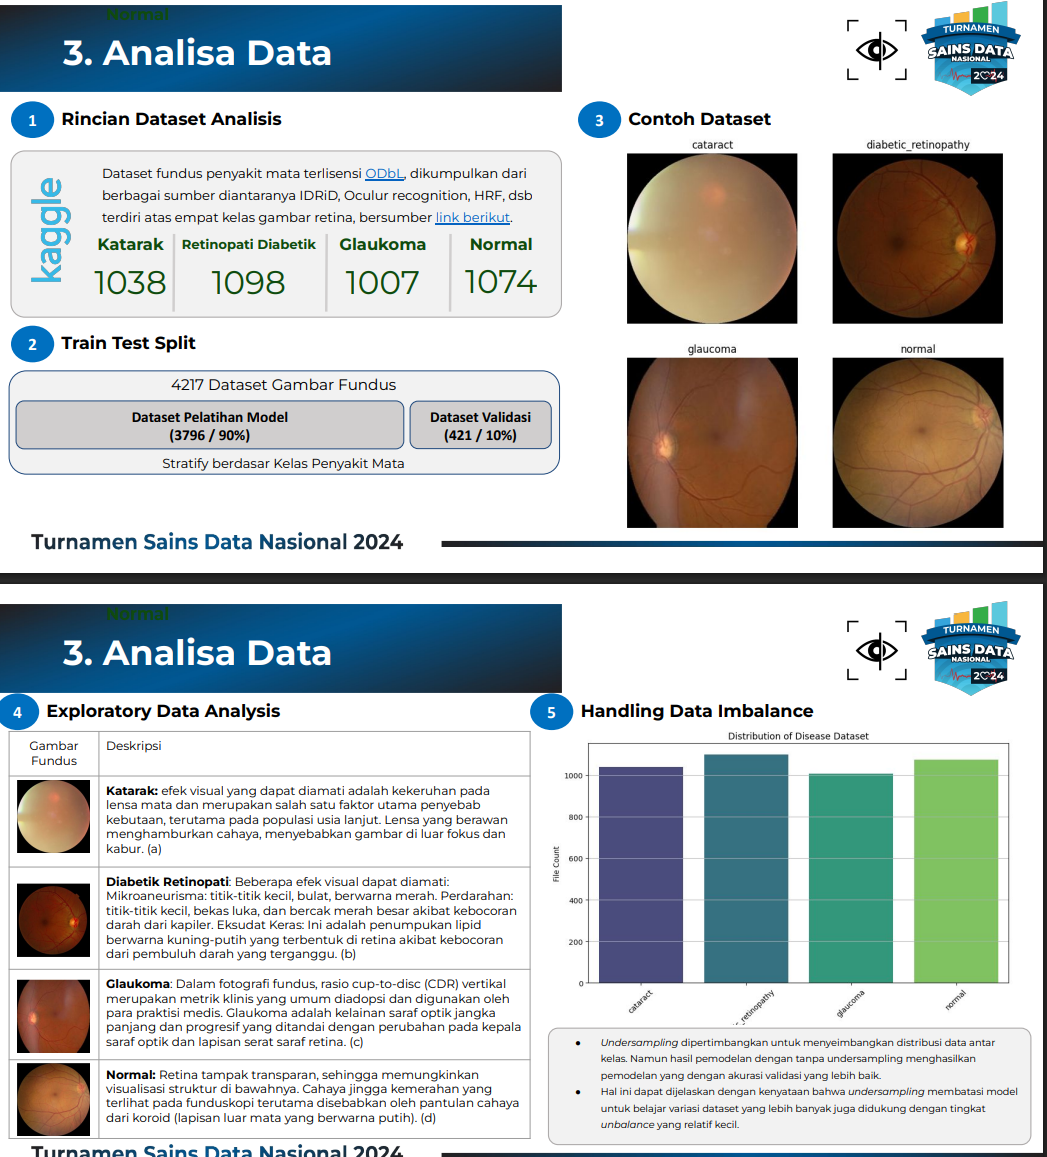 Normal
3. Analisa Data
TURNAMEN
SAINS DATA
NASIONAL
2024
1
Rincian Dataset Analisis
kaggle
Dataset fundus penyakit mata terlisensi ODbL, dikumpulkan dari
berbagai sumber diantaranya IDRiD, Oculur recognition, HRF, dsb
terdiri atas empat kelas gambar retina, bersumber link berikut.
Katarak
Retinopati Diabetik
Glaukoma
Normal
1038
1098
1007
1074
2
Train Test Split
4217 Dataset Gambar Fundus
Dataset Pelatihan Model
(3796 / 90%)
Dataset Validasi
(421 / 10%)
Stratify berdasar Kelas Penyakit Mata
3
Contoh Dataset
cataract
diabetic_retinopathy
glaucoma
normal
Turnamen Sains Data Nasional 2024
Normal
3. Analisa Data
TURNAMEN
SAINS DATA
NASIONAL
2024
4
Exploratory Data Analysis
Gambar
Fundus
Deskripsi
Katarak: efek visual yang dapat diamati adalah kekeruhan pada
lensa mata dan merupakan salah satu faktor utama penyebab
kebutaan, terutama pada populasi usia lanjut. Lensa yang berawan
menghamburkan cahaya, menyebabkan gambar di luar fokus dan
kabur. (a)
Diabetik Retinopati: Beberapa efek visual dapat diamati:
Mikroaneurisma: titik-titik kecil, bulat, berwarna merah. Perdarahan:
titik-titik kecil, bekas luka, dan bercak merah besar akibat kebocoran
darah dari kapiler. Eksudat Keras: Ini adalah penumpukan lipid
berwarna kuning-putih yang terbentuk di retina akibat kebocoran
dari pembuluh darah yang terganggu. (b)
Glaukoma: Dalam fotografi fundus, rasio cup-to-disc (CDR) vertikal
merupakan metrik klinis yang umum diadopsi dan digunakan oleh
para praktisi medis. Glaukoma adalah kelainan saraf optik jangka
panjang dan progresif yang ditandai dengan perubahan pada kepala
saraf optik dan lapisan serat saraf retina. (c)
Normal: Retina tampak transparan, sehingga memungkinkan
visualisasi struktur di bawahnya. Cahaya jingga kemerahan yang
terlihat pada funduskopi terutama disebabkan oleh pantulan cahaya
dari koroid (lapisan luar mata yang berwarna putih). (d)
5
Handling Data Imbalance
Distribution of Disease Dataset
File Count
1000
800
600
400
200
0
cataract
c_retinopathy
glaucoma
normal
● Undersampling dipertimbangkan untuk menyeimbangkan distribusi data antar
kelas. Namun hasil pemodelan dengan tanpa undersampling menghasilkan
pemodelan yang dengan akurasi validasi yang lebih baik.
● Hal ini dapat dijelaskan dengan kenyataan bahwa undersampling membatasi model
untuk belajar variasi dataset yang lebih banyak juga didukung dengan tingkat
unbalance yang relatif kecil.
Turnamen Sains Data Nasional 2024